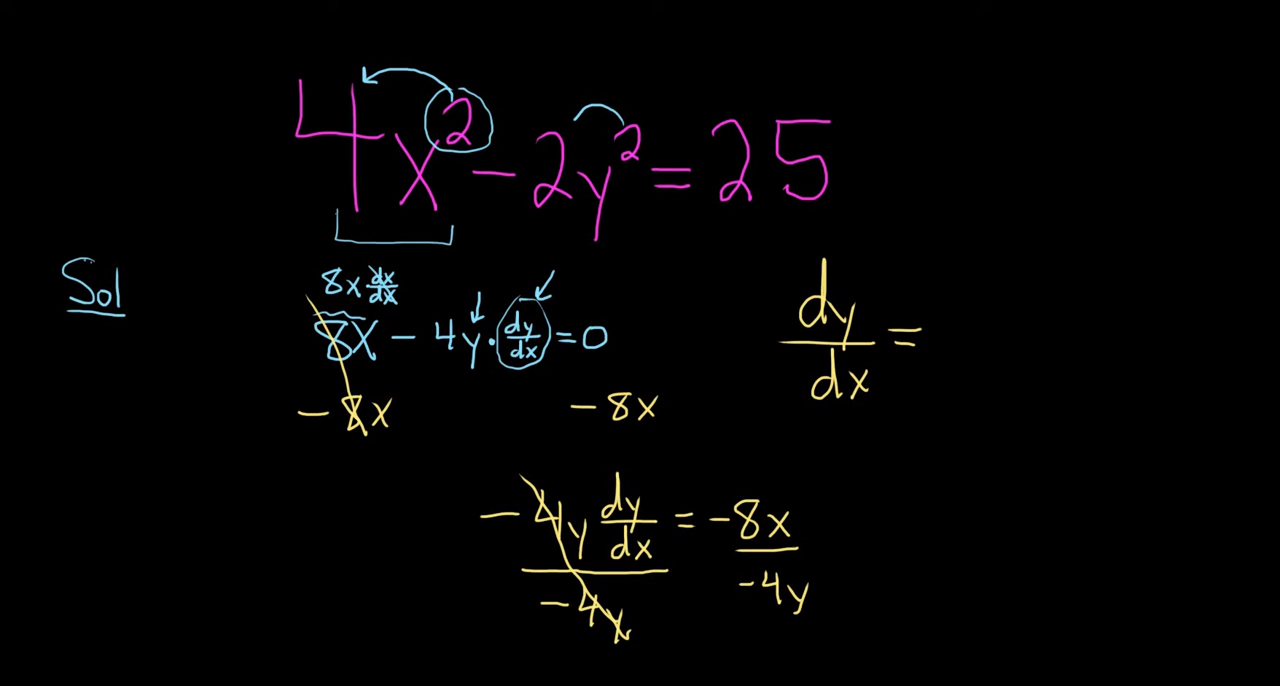 4x² - 2y² = 25
Sol
8x dx/dx
8x - 4y · dy/dx = 0
dy/dx =
- 8x - 8x
- 4y dy/dx = - 8x
- 4y - 4y